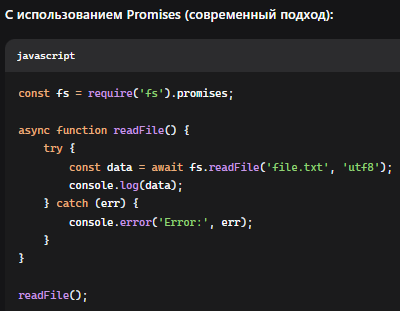 С использованием Promises (современный подход):
javascript
const fs = require('fs').promises;
async function readFile() {
    try {
        const data = await fs.readFile('file.txt', 'utf8');
        console.log(data);
    } catch (err) {
        console.error('Error:', err);
    }
}
readFile();